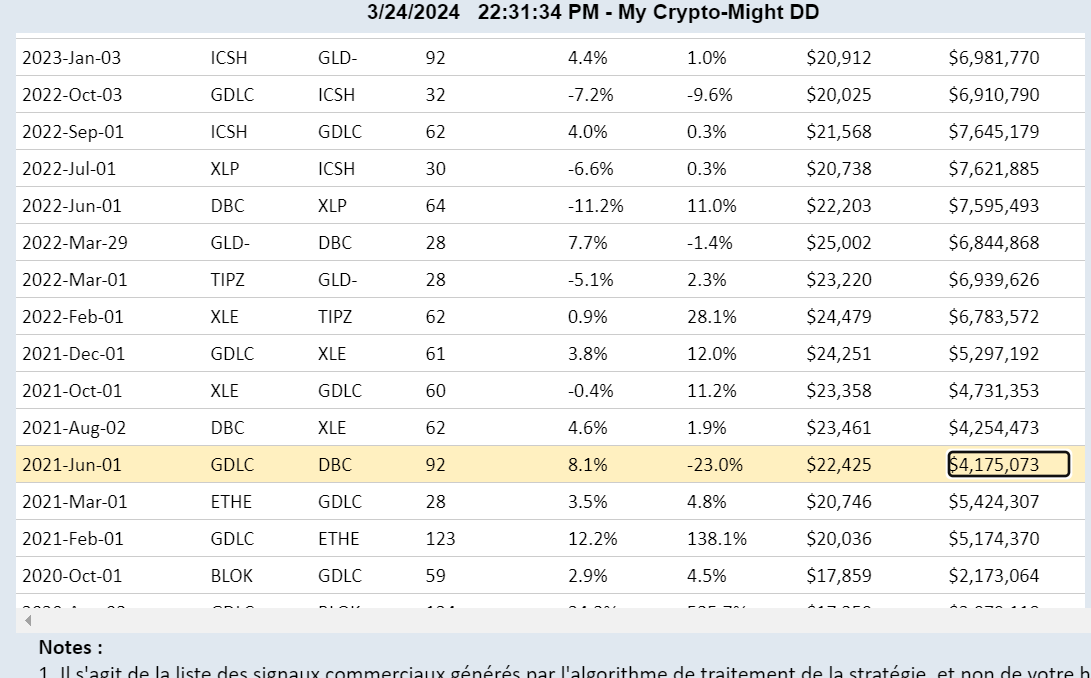 3/24/2024 22:31:34 PM - My Crypto-Might DD
2023-Jan-03 ICSH GLD- 92 4.4% 1.0% $20,912 $6,981,770
2022-Oct-03 GDLC ICSH 32 -7.2% -9.6% $20,025 $6,910,790
2022-Sep-01 ICSH GDLC 62 4.0% 0.3% $21,568 $7,645,179
2022-Jul-01 XLP ICSH 30 -6.6% 0.3% $20,738 $7,621,885
2022-Jun-01 DBC XLP 64 -11.2% 11.0% $22,203 $7,595,493
2022-Mar-29 GLD- DBC 28 7.7% -1.4% $25,002 $6,844,868
2022-Mar-01 TIPZ GLD- 28 -5.1% 2.3% $23,220 $6,939,626
2022-Feb-01 XLE TIPZ 62 0.9% 28.1% $24,479 $6,783,572
2021-Dec-01 GDLC XLE 61 3.8% 12.0% $24,251 $5,297,192
2021-Oct-01 XLE GDLC 60 -0.4% 11.2% $23,358 $4,731,353
2021-Aug-02 DBC XLE 62 4.6% 1.9% $23,461 $4,254,473
2021-Jun-01 GDLC DBC 92 8.1% -23.0% $22,425 $4,175,073
2021-Mar-01 ETHE GDLC 28 3.5% 4.8% $20,746 $5,424,307
2021-Feb-01 GDLC ETHE 123 12.2% 138.1% $20,036 $5,174,370
2020-Oct-01 BLOK GDLC 59 2.9% 4.5% $17,859 $2,173,064
Notes :
1. Il s'agit de la liste des signaux commerciaux générés par l'algorithme de traitement de la stratégie, et non de votre